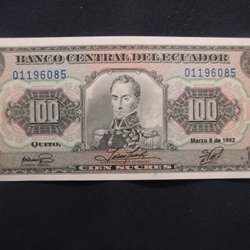 BANCO CENTRAL DEL ECUADOR
01196085 01196085
100 100
QUITO, Marzo 9 de 1992
CIEN SUCRES